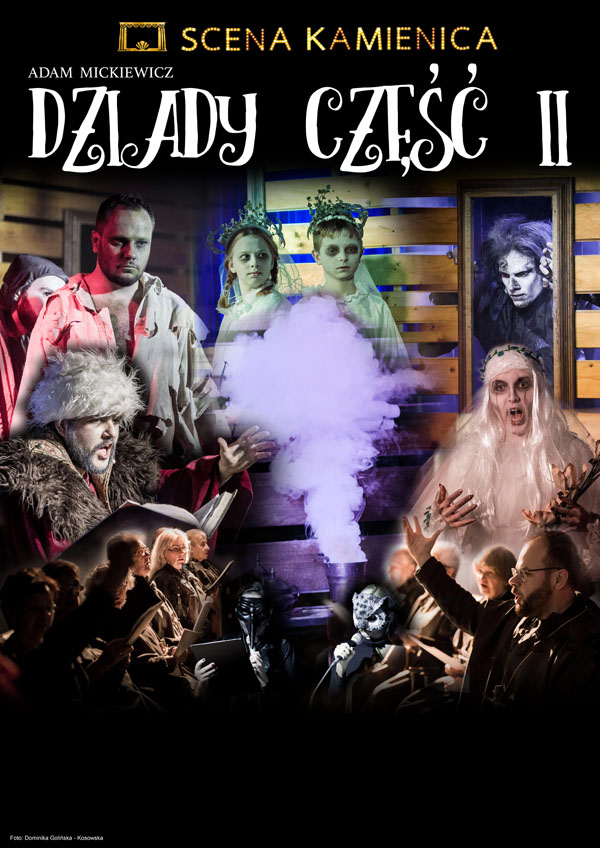 SCENA KAMIENICA
ADAM MICKIEWICZ
DZIADY CZĘŚĆ II
Foto: Dominika Golińska - Kosowska